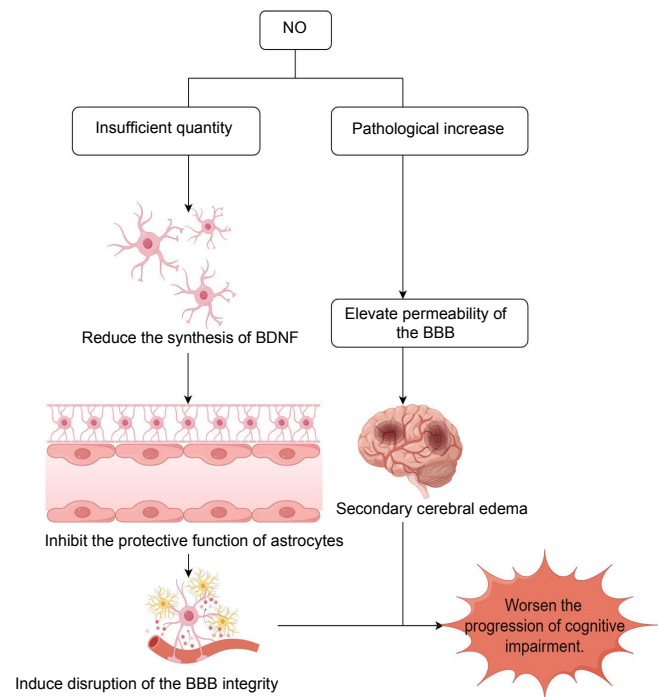 NO
Insufficient quantity
Pathological increase
Reduce the synthesis of BDNF
Elevate permeability of
the BBB
Inhibit the protective function of astrocytes
Secondary cerebral edema
Induce disruption of the BBB integrity
Worsen the
progression of cognitive
impairment.